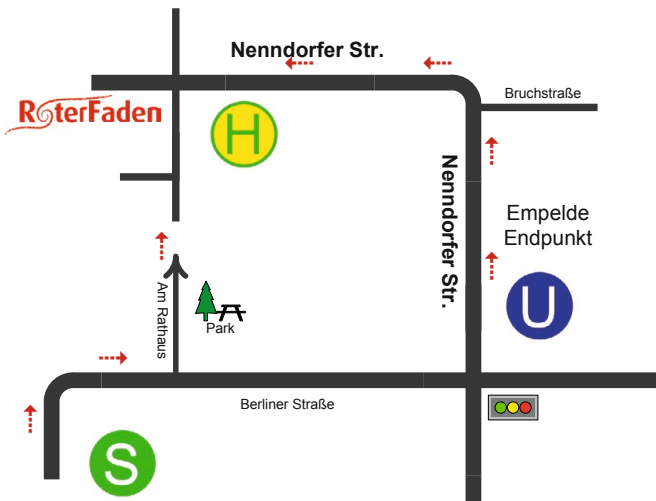 Nenndorfer Str.
Bruchstraße
RoterFaden
H
Nenndorfer Str.
Empelde
Endpunkt
U
Am Rathaus
Park
Berliner Straße
S